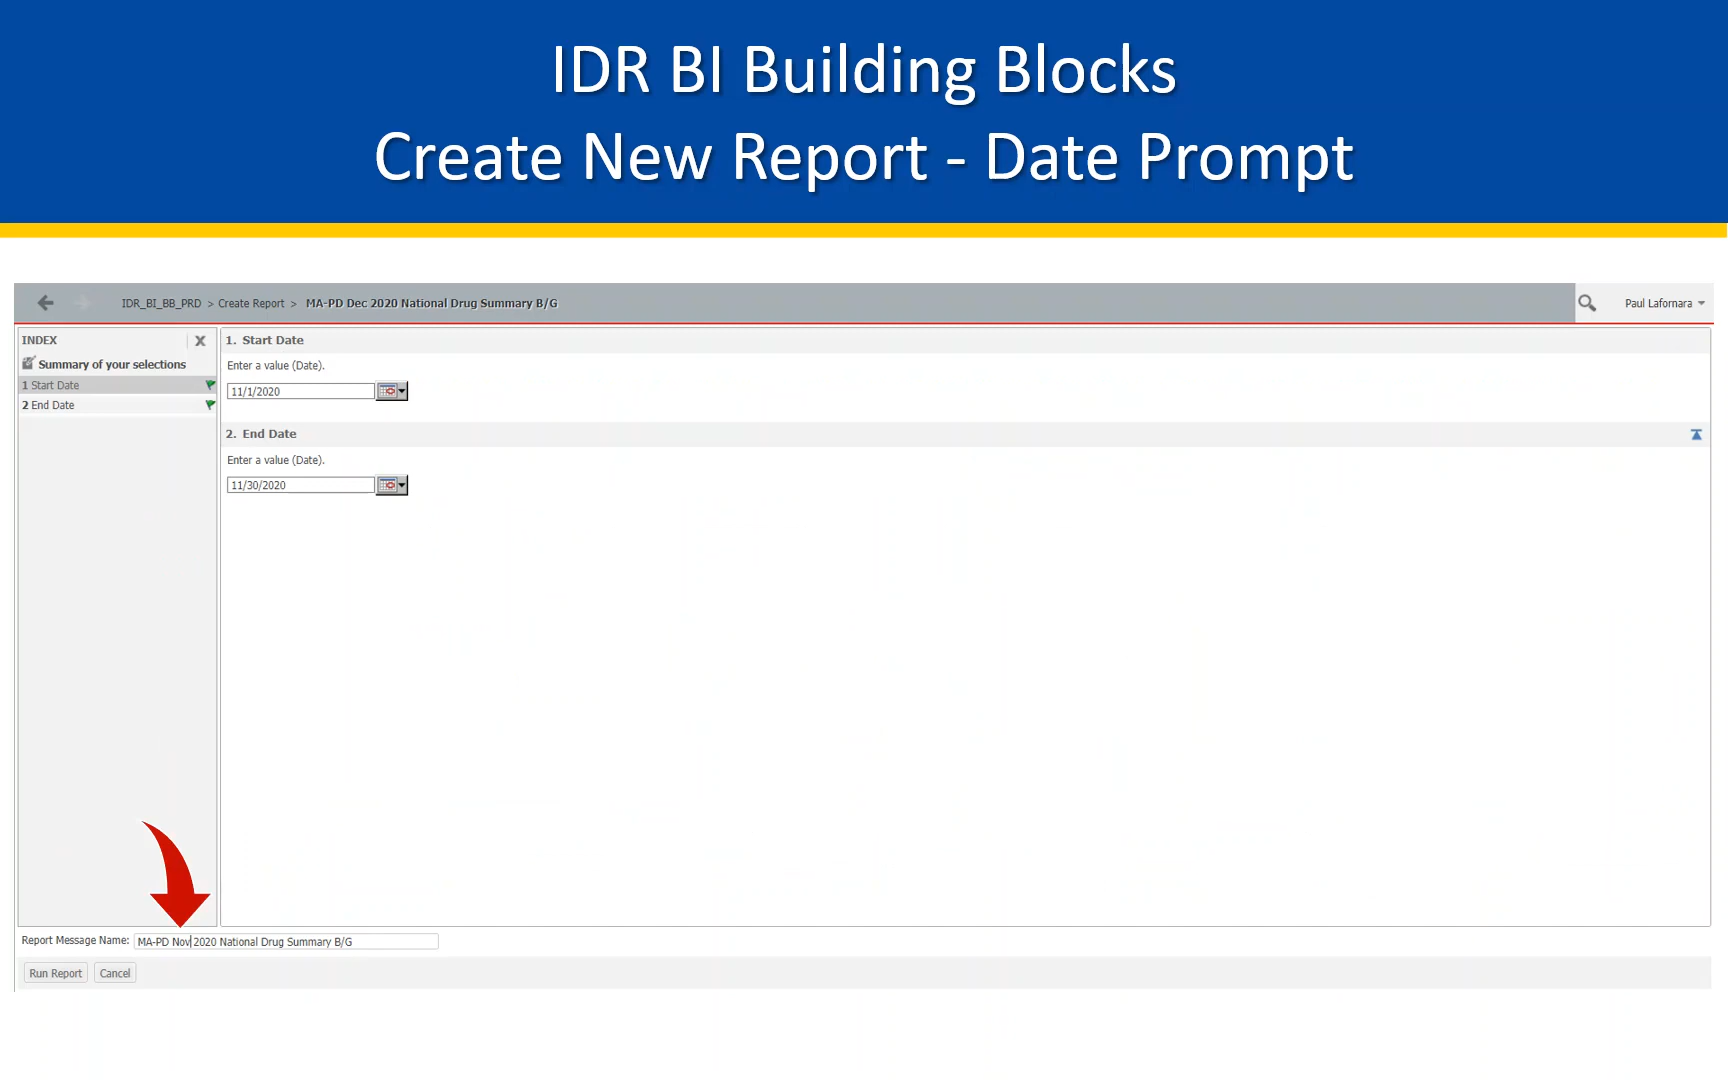 IDR BI Building Blocks
Create New Report - Date Prompt
IDR_BI_BB_PRD > Create Report > MA-PD Dec 2020 National Drug Summary B/G
Paul Lafornara
INDEX
Summary of your selections
1 Start Date
2 End Date
1. Start Date
Enter a value (Date).
11/1/2020
2. End Date
Enter a value (Date).
11/30/2020
Report Message Name: MA-PD Nov 2020 National Drug Summary B/G
Run Report Cancel